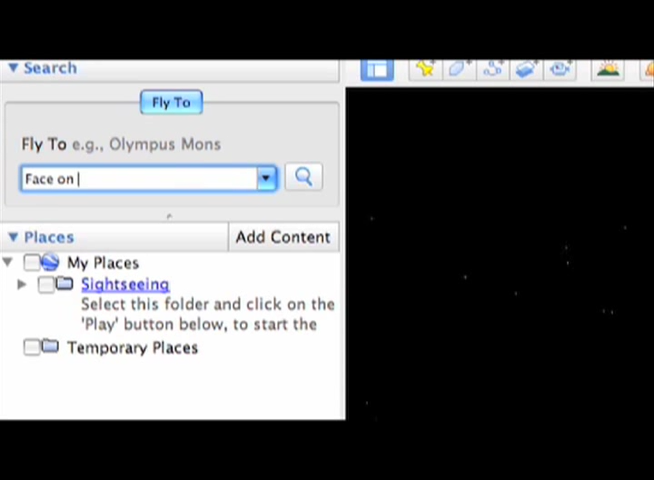 Search
Fly To
Fly To e.g., Olympus Mons
Face on
Places
Add Content
My Places
Sightseeing
Select this folder and click on the
'Play' button below, to start the
Temporary Places